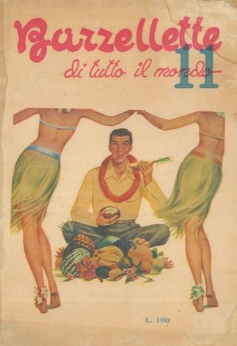 Barzellette
di tutto il mondo
11
L. 100